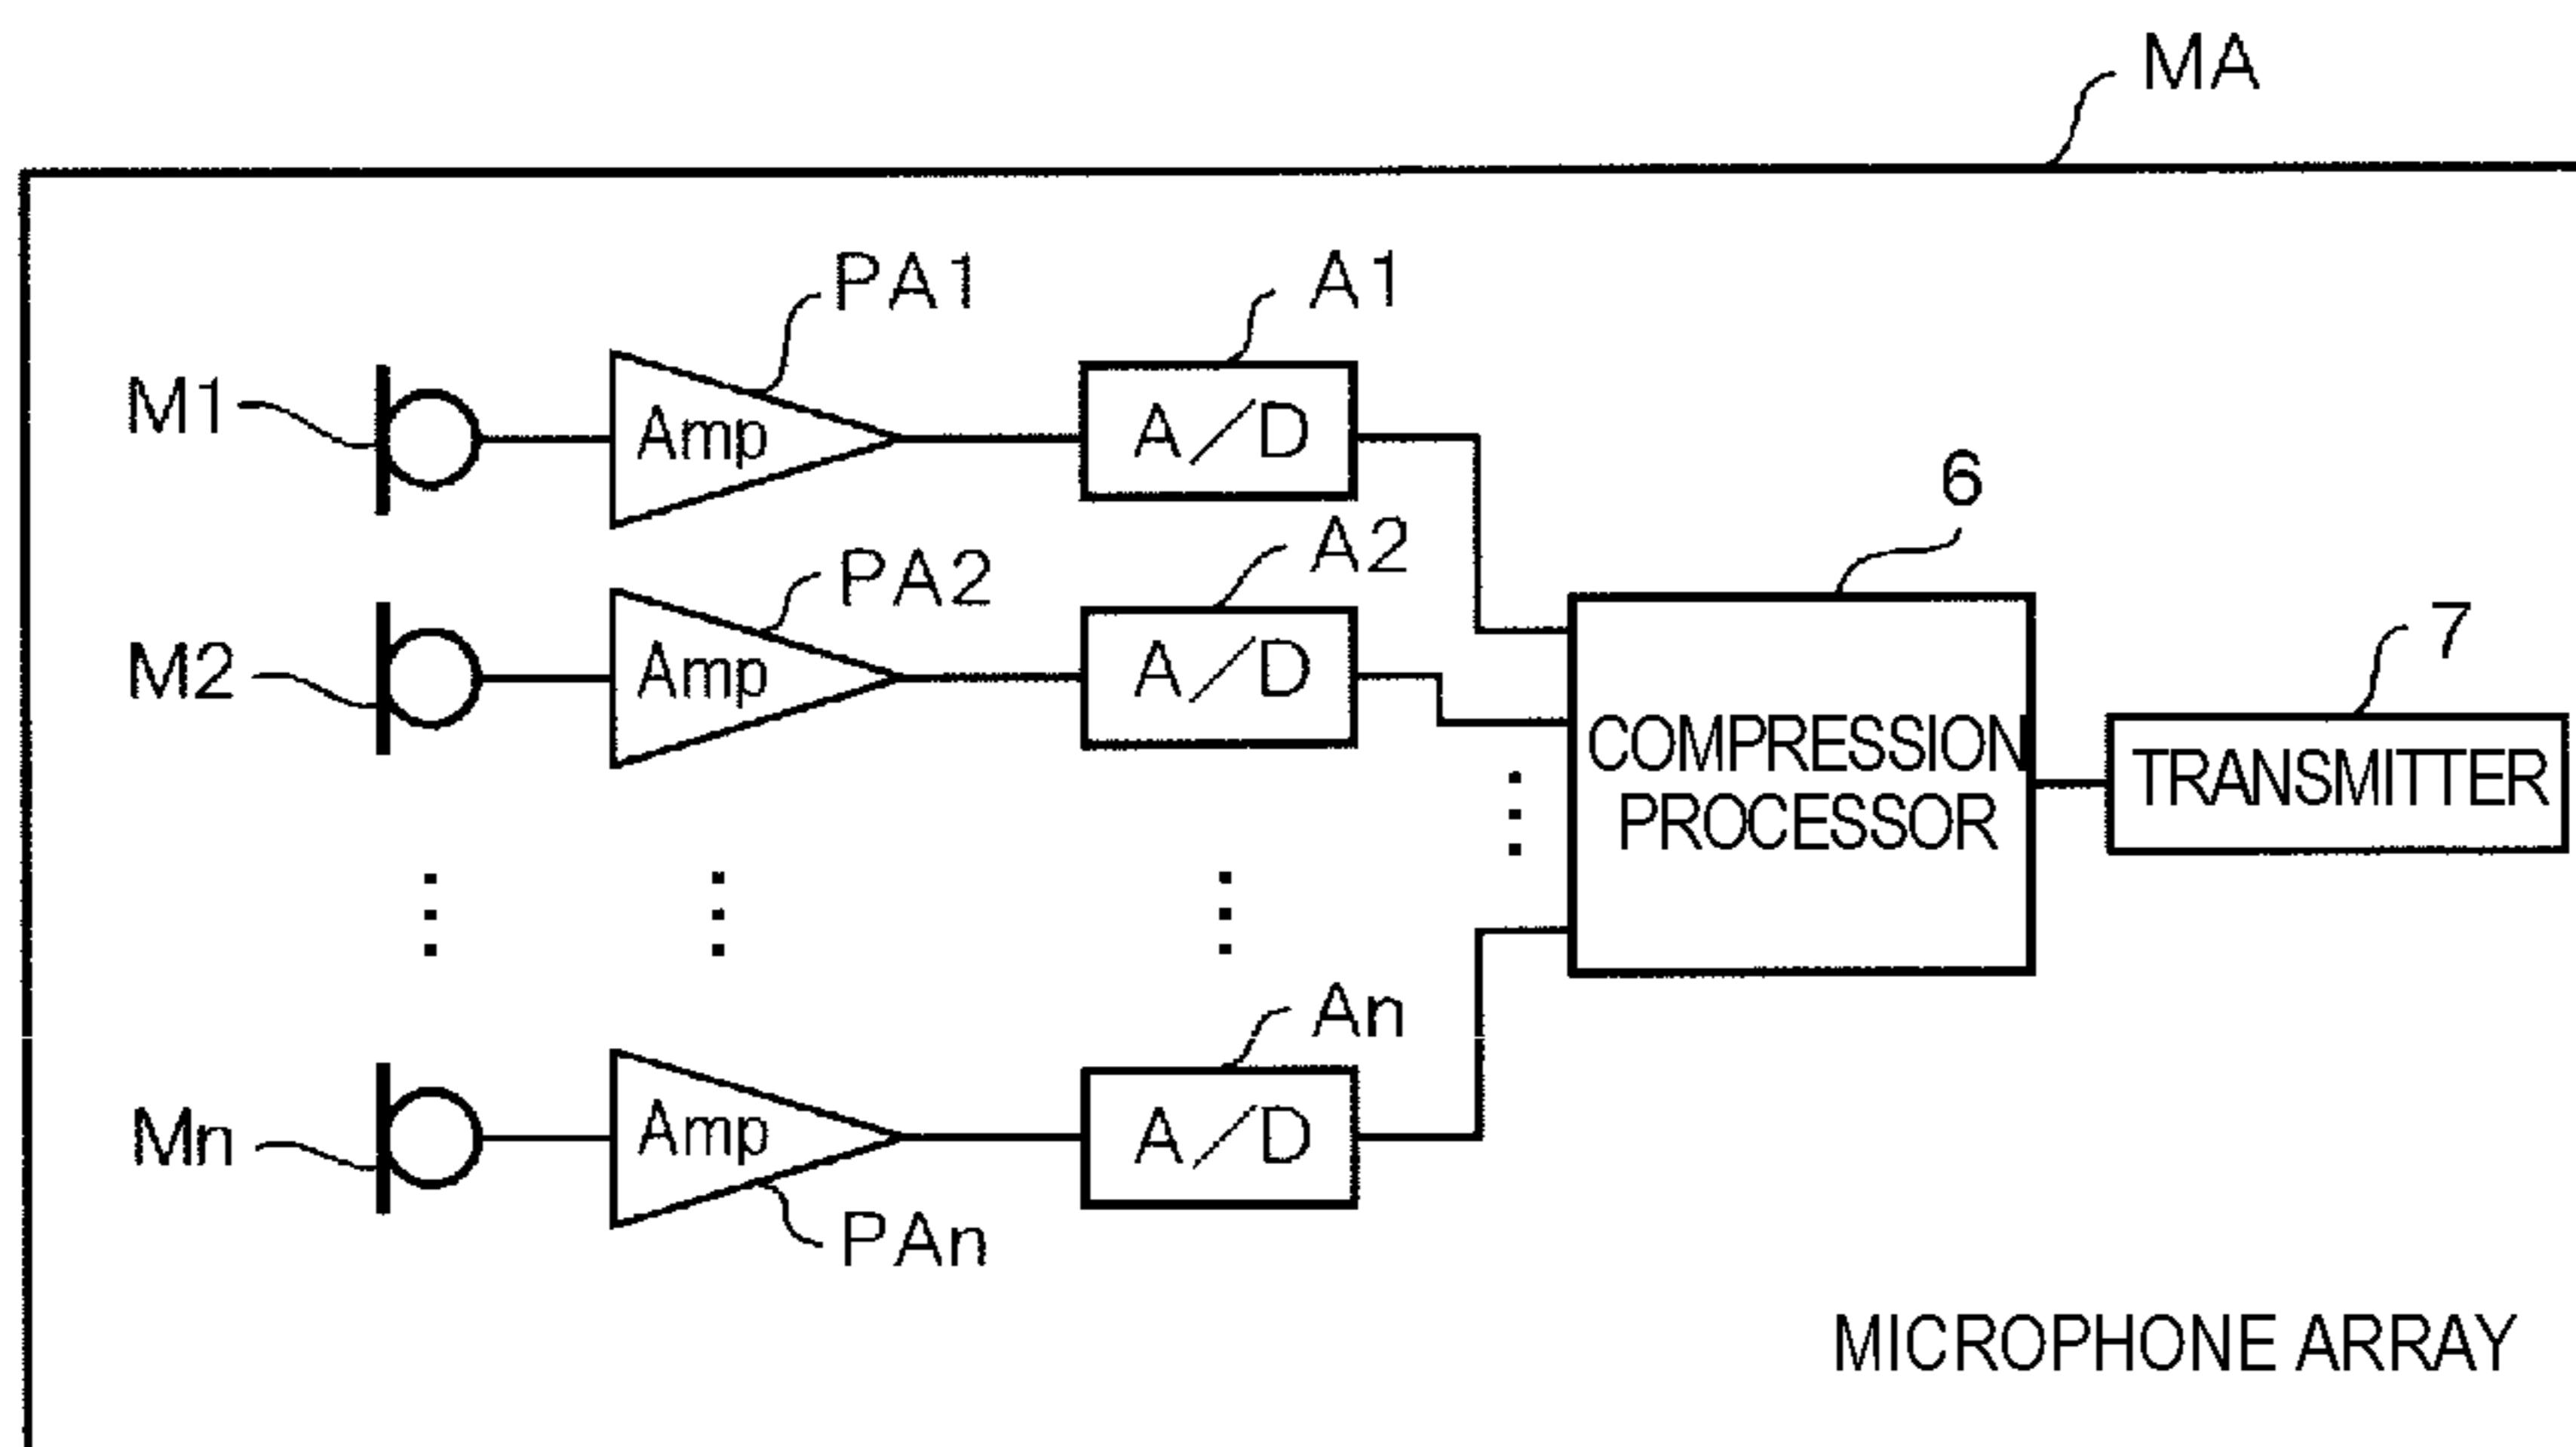 MA
PA1
A1
M1
Amp
A/D
6
A2
PA2
7
M2
Amp
A/D
COMPRESSION
PROCESSOR
TRANSMITTER
An
Mn
Amp
A/D
PAn
MICROPHONE ARRAY